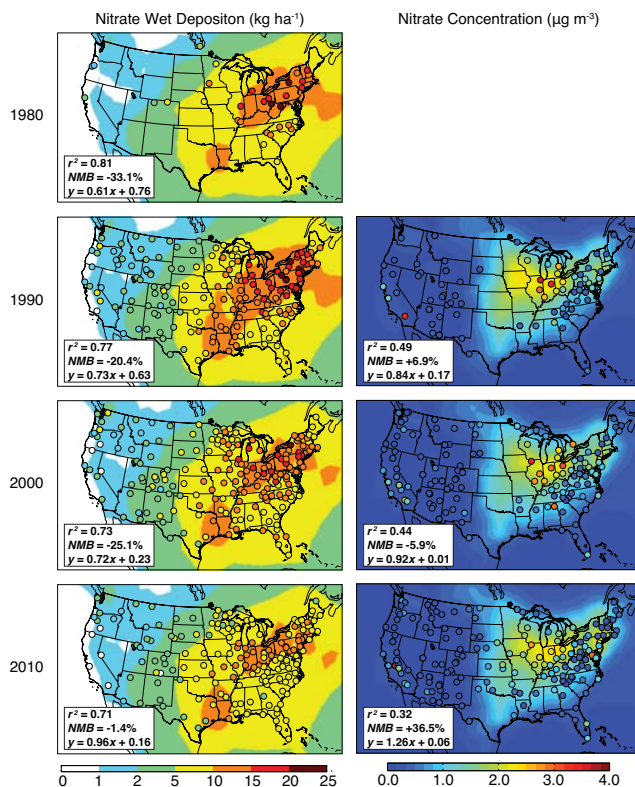 Nitrate Wet Depositon (kg ha⁻¹)
Nitrate Concentration (µg m⁻³)
1980
r² = 0.81
NMB = -33.1%
y = 0.61x + 0.76
1990
r² = 0.77
NMB = -20.4%
y = 0.73x + 0.63
r² = 0.49
NMB = +6.9%
y = 0.84x + 0.17
2000
r² = 0.73
NMB = -25.1%
y = 0.72x + 0.23
r² = 0.44
NMB = -5.9%
y = 0.92x + 0.01
2010
r² = 0.71
NMB = -1.4%
y = 0.96x + 0.16
r² = 0.32
NMB = +36.5%
y = 1.26x + 0.06
0 1 2 5 10 15 20 25
0.0 1.0 2.0 3.0 4.0